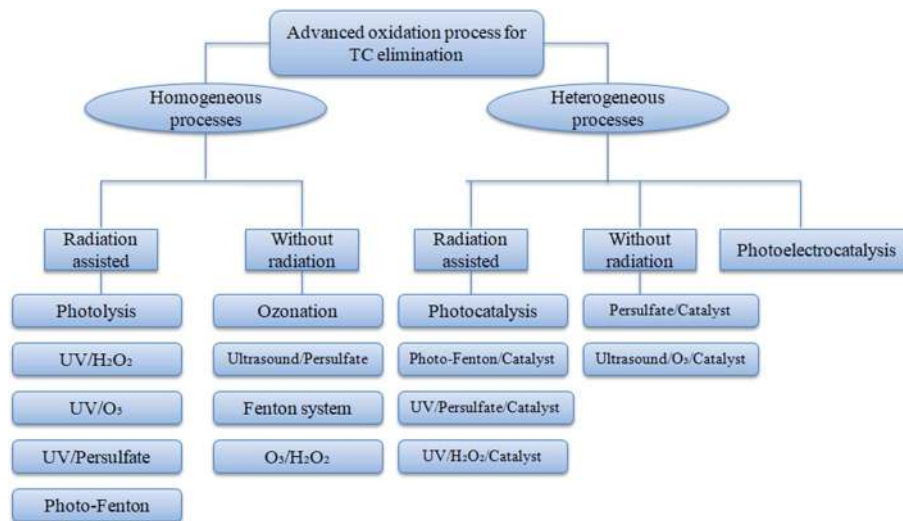 Advanced oxidation process for
TC elimination
Homogeneous
processes
Heterogeneous
processes
Radiation
assisted
Without
radiation
Radiation
assisted
Without
radiation
Photoelectrocatalysis
Photolysis
Ozonation
Photocatalysis
Persulfate/Catalyst
UV/H₂O₂
Ultrasound/Persulfate
Photo-Fenton/Catalyst
Ultrasound/O₃/Catalyst
UV/O₃
Fenton system
UV/Persulfate/Catalyst
UV/Persulfate
O₃/H₂O₂
UV/H₂O₂/Catalyst
Photo-Fenton